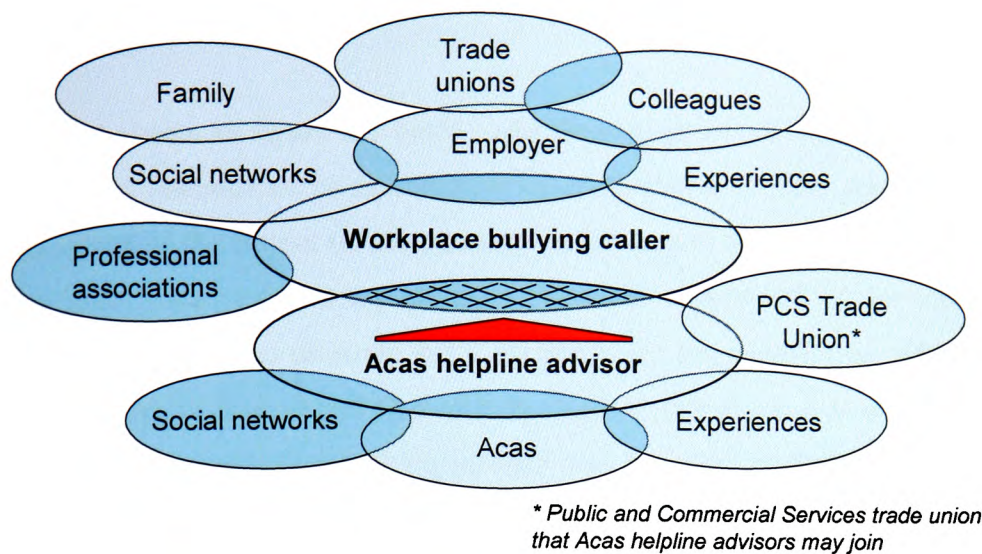 Trade
unions
Family
Colleagues
Employer
Social networks
Experiences
Workplace bullying caller
Professional
associations
PCS Trade
Union*
Acas helpline advisor
Social networks
Experiences
Acas
* Public and Commercial Services trade union
that Acas helpline advisors may join